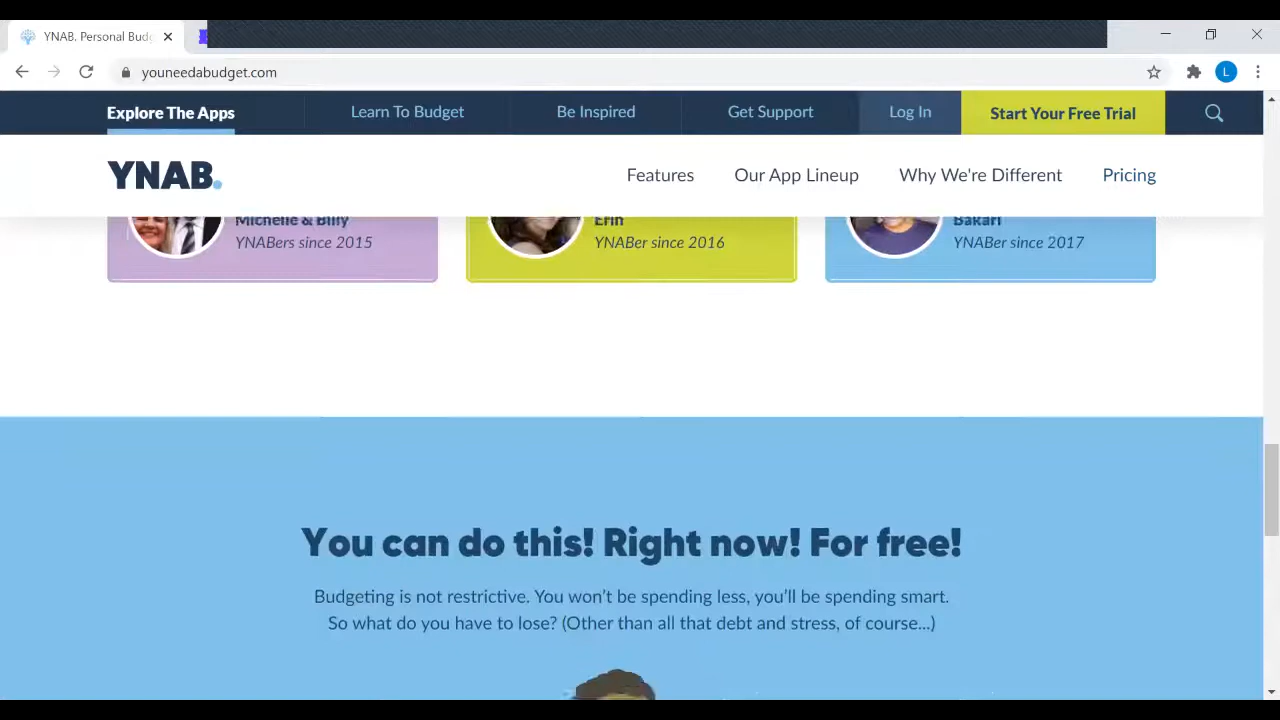 YNAB. Personal Budg
youneedabudget.com
L
Explore The Apps
Learn To Budget
Be Inspired
Get Support
Log In
Start Your Free Trial
YNAB.
Features
Our App Lineup
Why We're Different
Pricing
Michelle & Billy
YNABers since 2015
Erin
YNABer since 2016
Bakari
YNABer since 2017
You can do this! Right now! For free!
Budgeting is not restrictive. You won't be spending less, you'll be spending smart.
So what do you have to lose? (Other than all that debt and stress, of course...)